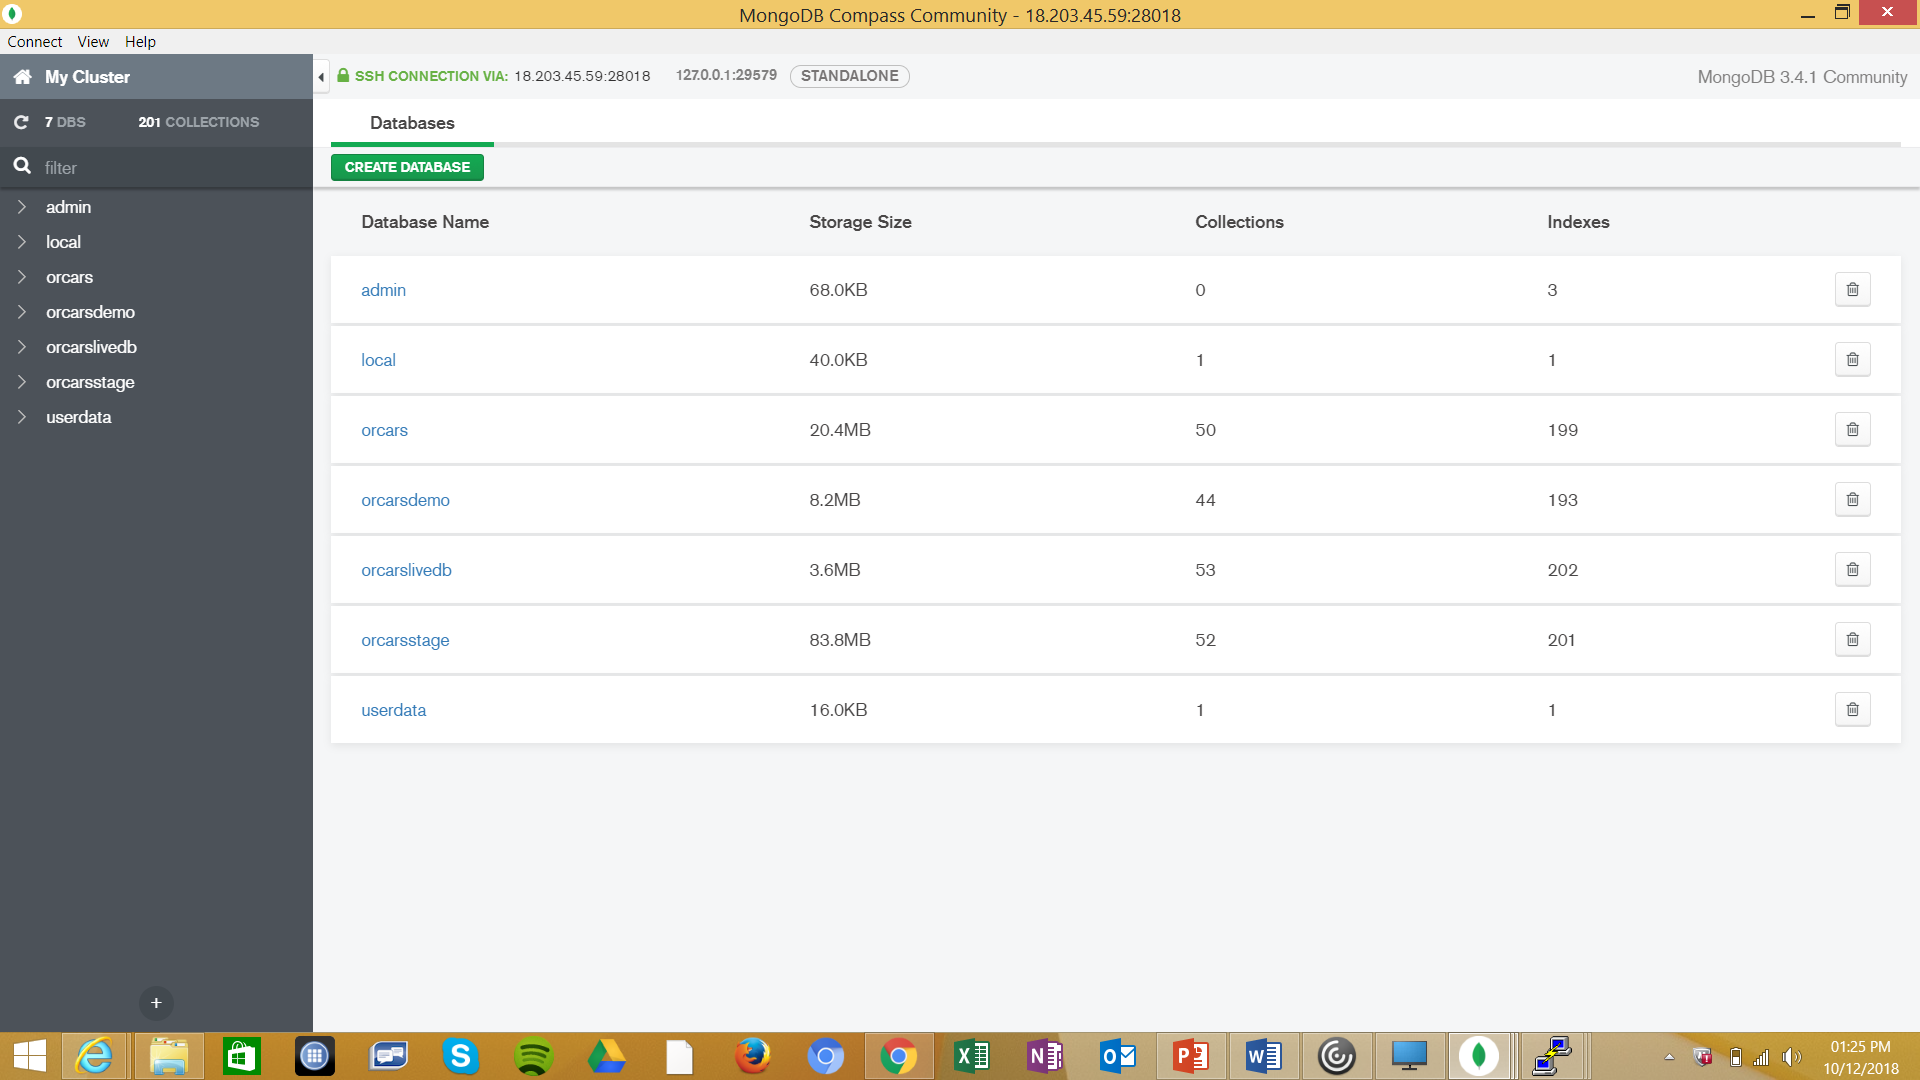 MongoDB Compass Community - 18.203.45.59:28018
Connect View Help
My Cluster
SSH CONNECTION VIA: 18.203.45.59:28018 127.0.0.1:29579 STANDALONE
MongoDB 3.4.1 Community
7 DBS 201 COLLECTIONS
filter
admin
local
orcars
orcarsdemo
orcarslivedb
orcarsstage
userdata
+
Databases
CREATE DATABASE
Database Name Storage Size Collections Indexes
admin 68.0KB 0 3
local 40.0KB 1 1
orcars 20.4MB 50 199
orcarsdemo 8.2MB 44 193
orcarslivedb 3.6MB 53 202
orcarsstage 83.8MB 52 201
userdata 16.0KB 1 1
01:25 PM
10/12/2018